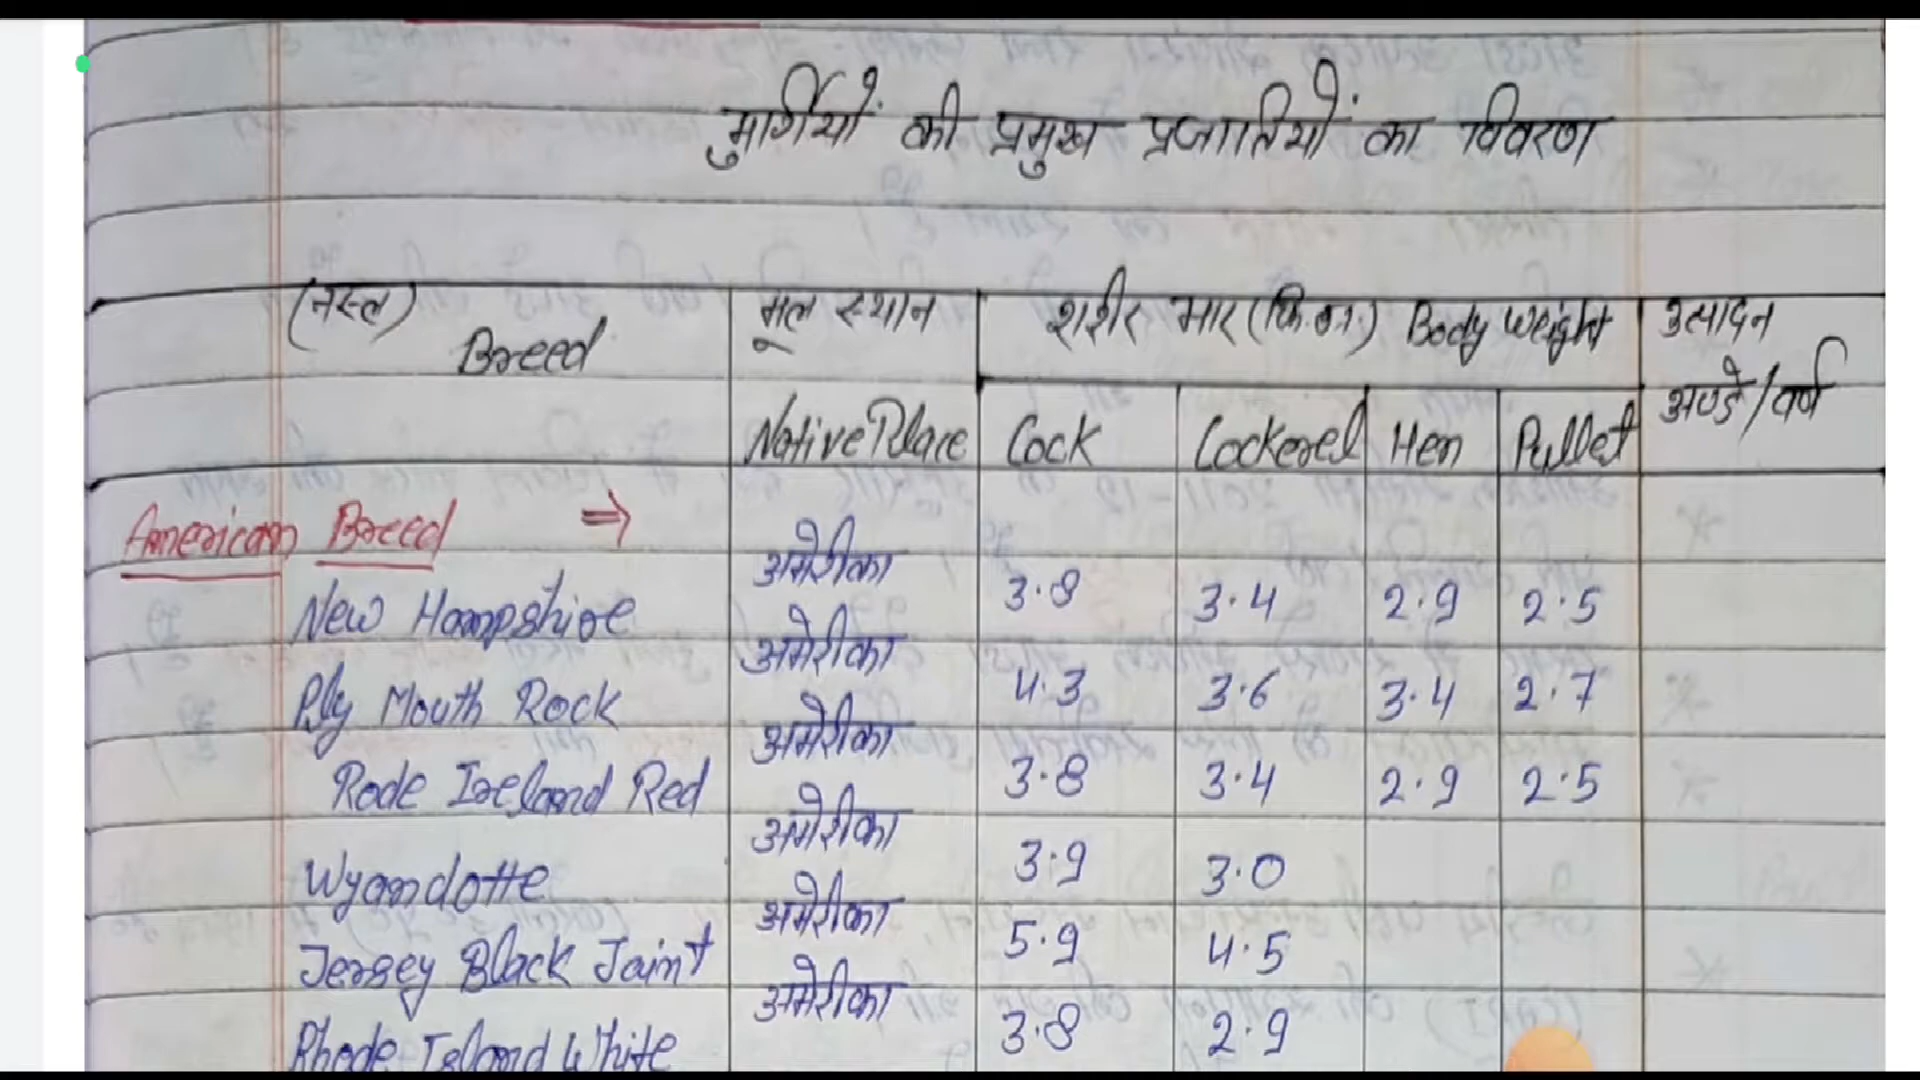 मुर्गियों की प्रमुख प्रजातियों का विवरण
(नस्ल) मूल स्थान शरीर भार (कि.ग्रा.) Body Weight उत्पादन
Breed अण्डे/वर्ष
Native Place Cock Cockerel Hen Pullet
American Breed ⇒
New Hampshire अमेरीका 3.8 3.4 2.9 2.5
Ply Mouth Rock अमेरीका 4.3 3.6 3.4 2.7
Rode Ireland Red अमेरीका 3.8 3.4 2.9 2.5
Wyandotte अमेरीका 3.9 3.0
Jersey Black Jaint अमेरीका 5.9 4.5
Rhode Island White अमेरीका 3.8 2.9